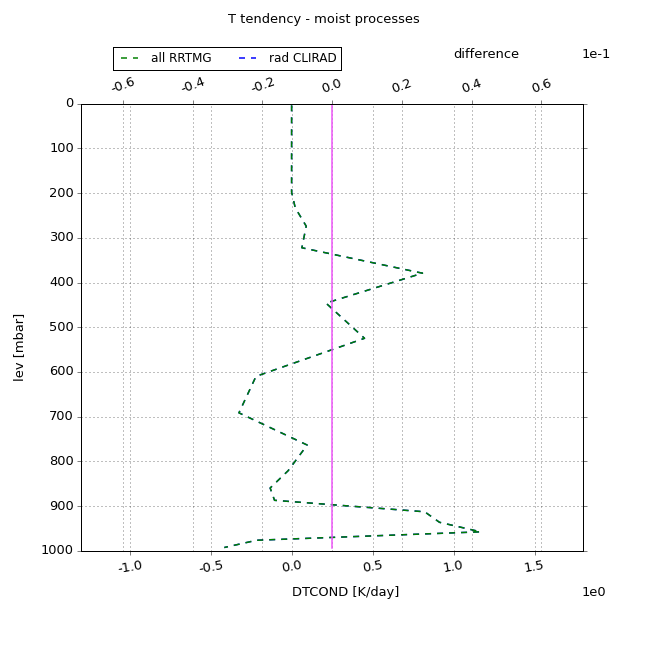 T tendency - moist processes
all RRTMG rad CLIRAD
difference 1e-1
-0.6 -0.4 -0.2 0.0 0.2 0.4 0.6
0
100
200
300
400
500
600
700
800
900
1000
lev [mbar]
-1.0 -0.5 0.0 0.5 1.0 1.5
DTCOND [K/day] 1e0